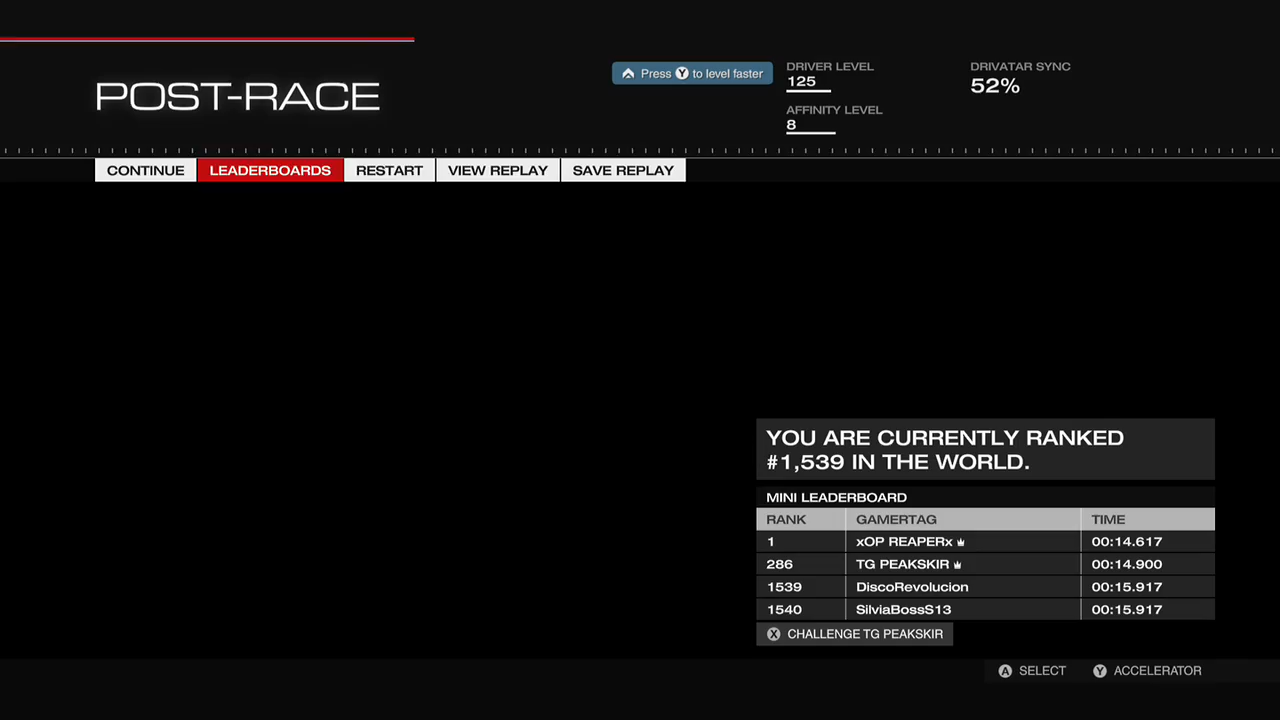 POST-RACE
Press Y to level faster
DRIVER LEVEL
125
AFFINITY LEVEL
8
DRIVATAR SYNC
52%
CONTINUE LEADERBOARDS RESTART VIEW REPLAY SAVE REPLAY
YOU ARE CURRENTLY RANKED
#1,539 IN THE WORLD.
MINI LEADERBOARD
RANK GAMERTAG TIME
1 xOP REAPERx 00:14.617
286 TG PEAKSKIR 00:14.900
1539 DiscoRevolucion 00:15.917
1540 SilviaBossS13 00:15.917
X CHALLENGE TG PEAKSKIR
A SELECT Y ACCELERATOR